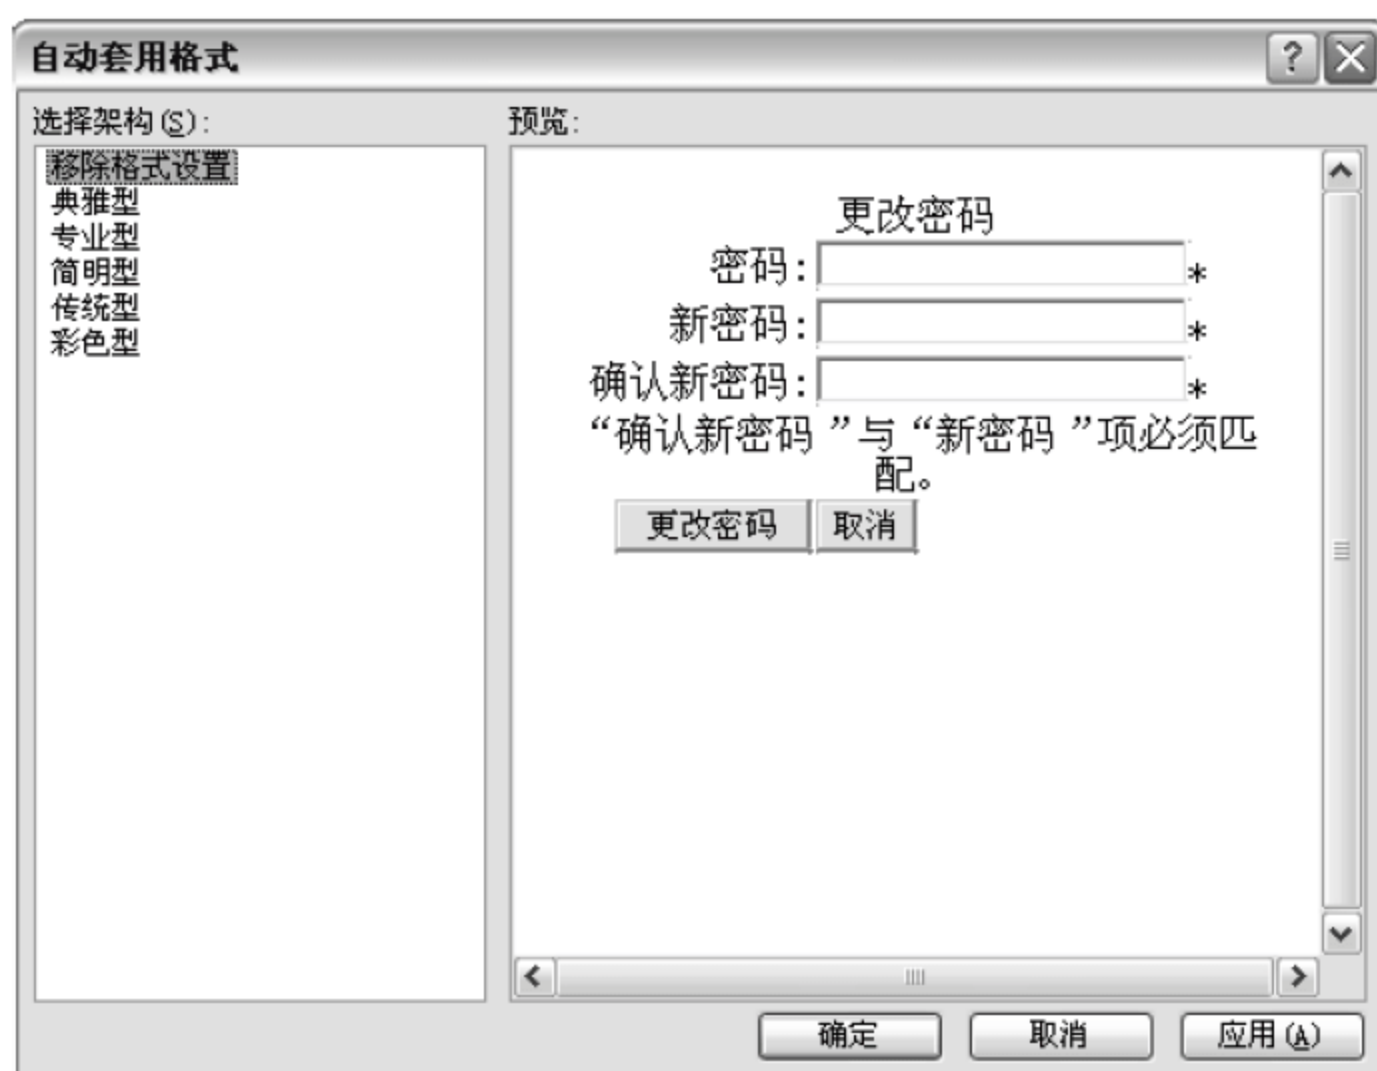 自动套用格式
选择架构(S):
移除格式设置
典雅型
专业型
简明型
传统型
彩色型
预览:
更改密码
密码: *
新密码: *
确认新密码: *
“确认新密码 ”与 “新密码 ”项必须匹
配。
更改密码 取消
确定 取消 应用(A)